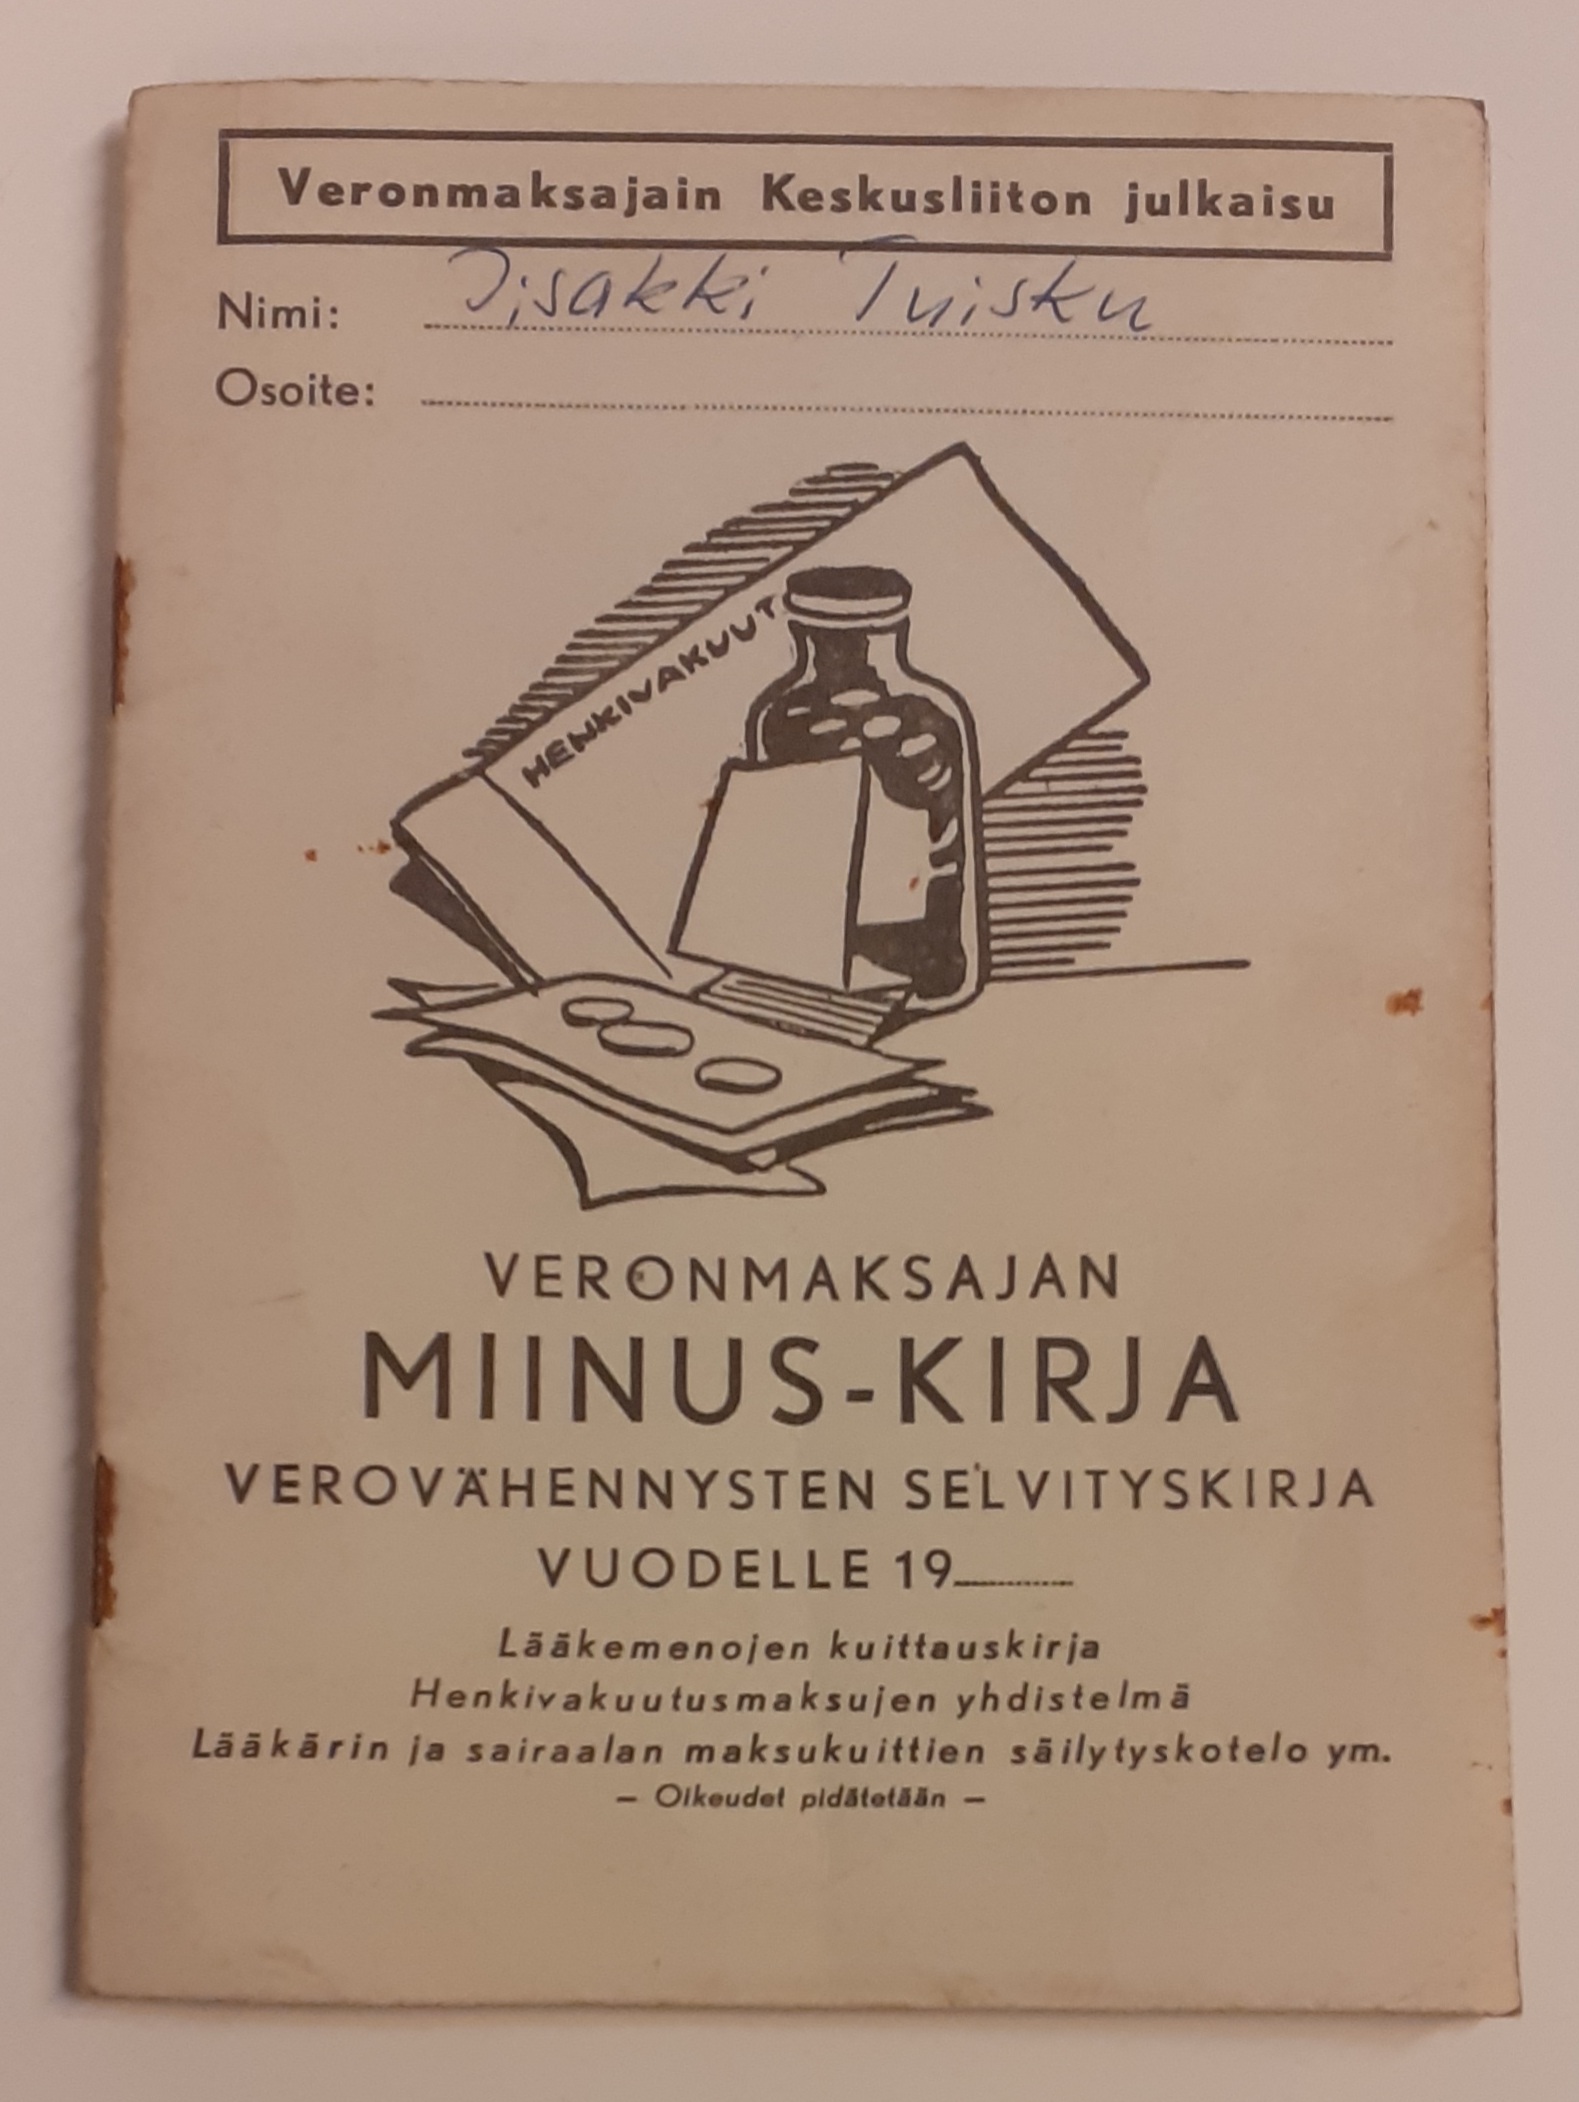 Veronmaksajain Keskusliiton julkaisu
Nimi: Iisakki Tuisku
Osoite:
HENKIVAKUUT
VERONMAKSAJAN
MIINUS-KIRJA
VEROVÄHENNYSTEN SELVITYSKIRJA
VUODELLE 19
Lääkemenojen kuittauskirja
Henkivakuutusmaksujen yhdistelmä
Lääkärin ja sairaalan maksukuittien säilytyskotelo ym.
— Oikeudet pidätetään —